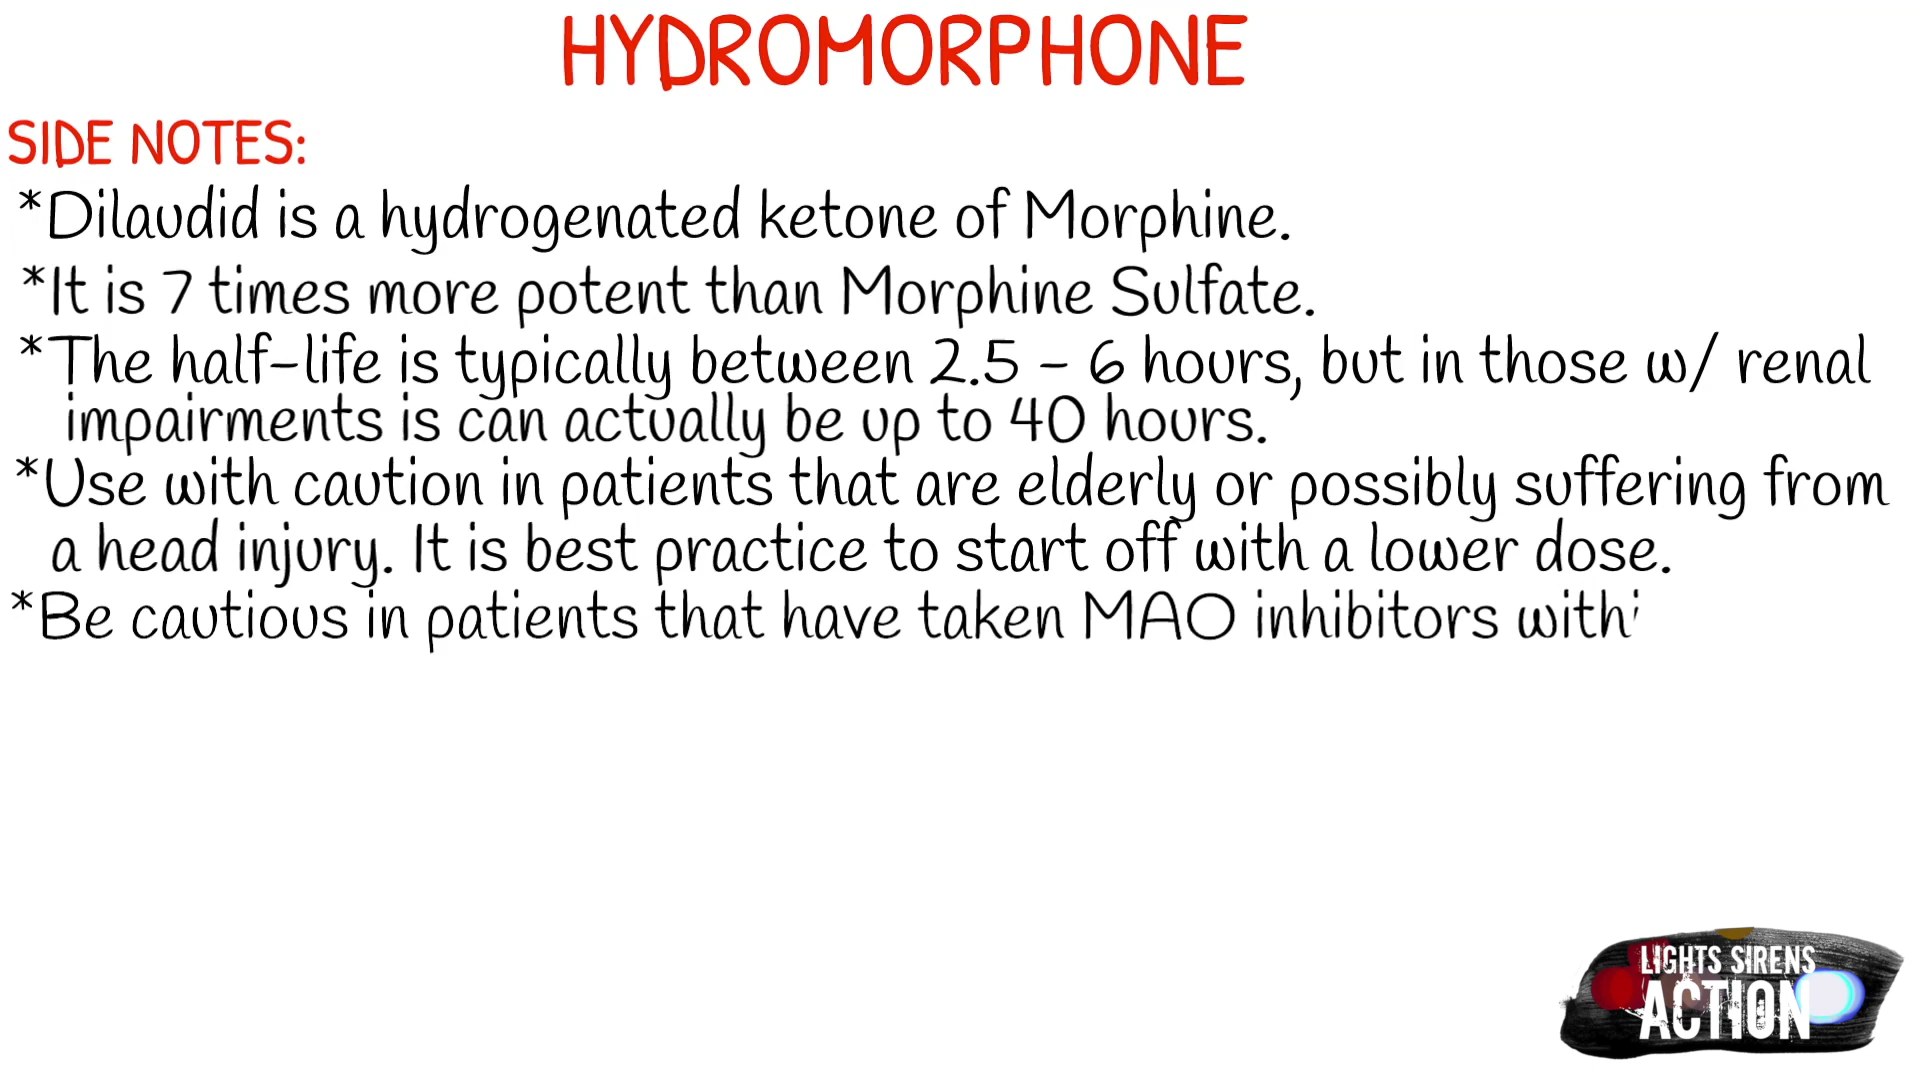 HYDROMORPHONE
SIDE NOTES:
*Dilaudid is a hydrogenated ketone of Morphine.
*It is 7 times more potent than Morphine Sulfate.
*The half-life is typically between 2.5 - 6 hours, but in those w/ renal
impairments is can actually be up to 40 hours.
*Use with caution in patients that are elderly or possibly suffering from
a head injury. It is best practice to start off with a lower dose.
*Be cautious in patients that have taken MAO inhibitors with
LIGHTS SIRENS
ACTION